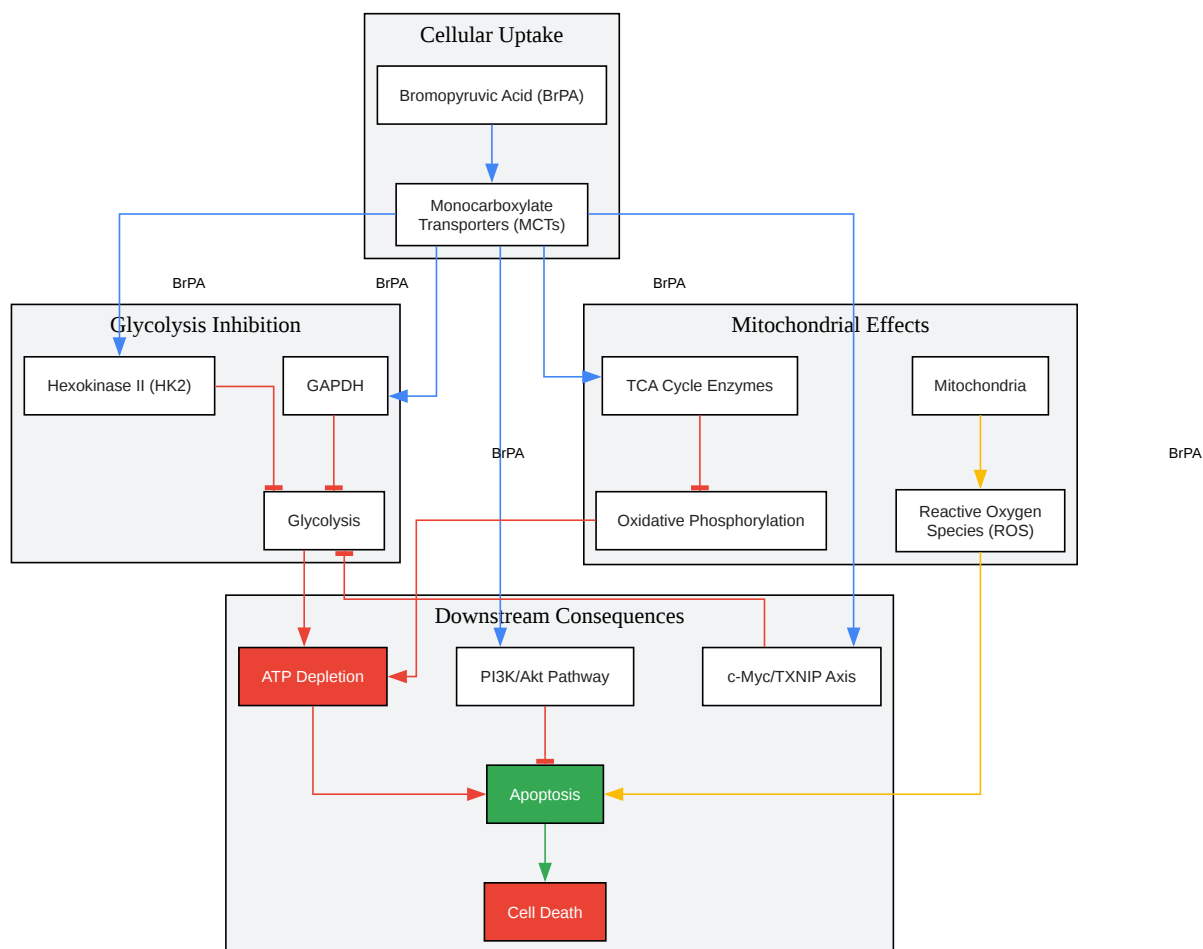 Cellular Uptake
Bromopyruvic Acid (BrPA)
Monocarboxylate
Transporters (MCTs)
BrPA
BrPA
BrPA
Glycolysis Inhibition
Mitochondrial Effects
Hexokinase II (HK2)
GAPDH
TCA Cycle Enzymes
Mitochondria
BrPA
BrPA
Glycolysis
Oxidative Phosphorylation
Reactive Oxygen
Species (ROS)
Downstream Consequences
ATP Depletion
PI3K/Akt Pathway
c-Myc/TXNIP Axis
Apoptosis
Cell Death